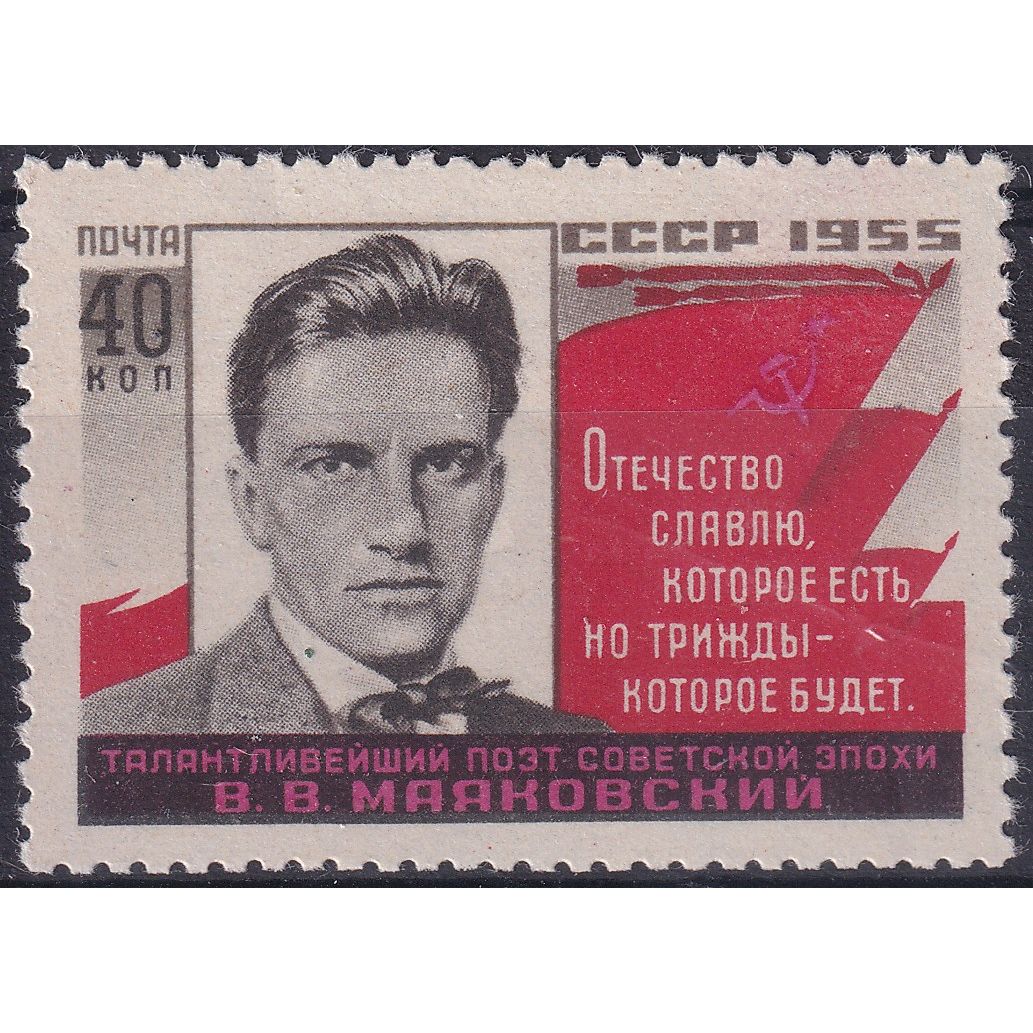 ПОЧТА
СССР 1955
40
КОП
Отечество
славлю,
которое есть,
но трижды-
которое будет.
ТАЛАНТЛИВЕЙШИЙ ПОЭТ СОВЕТСКОЙ ЭПОХИ
В. В. МАЯКОВСКИЙ